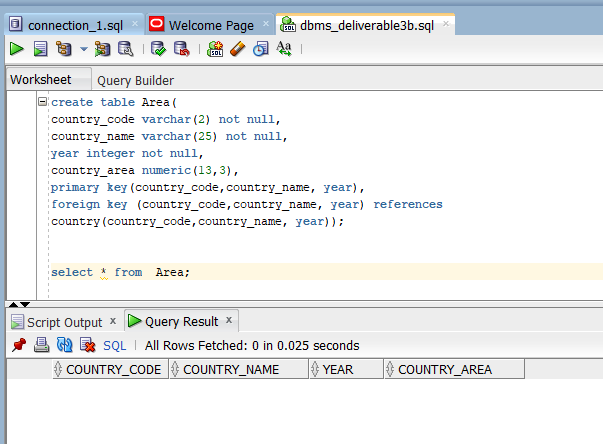 connection_1.sql Welcome Page dbms_deliverable3b.sql
SQL Aa
Worksheet Query Builder
create table Area(
country_code varchar(2) not null,
country_name varchar(25) not null,
year integer not null,
country_area numeric(13,3),
primary key(country_code,country_name, year),
foreign key (country_code,country_name, year) references
country(country_code,country_name, year));
select * from  Area;
Script Output x Query Result x
SQL All Rows Fetched: 0 in 0.025 seconds
COUNTRY_CODE COUNTRY_NAME YEAR COUNTRY_AREA